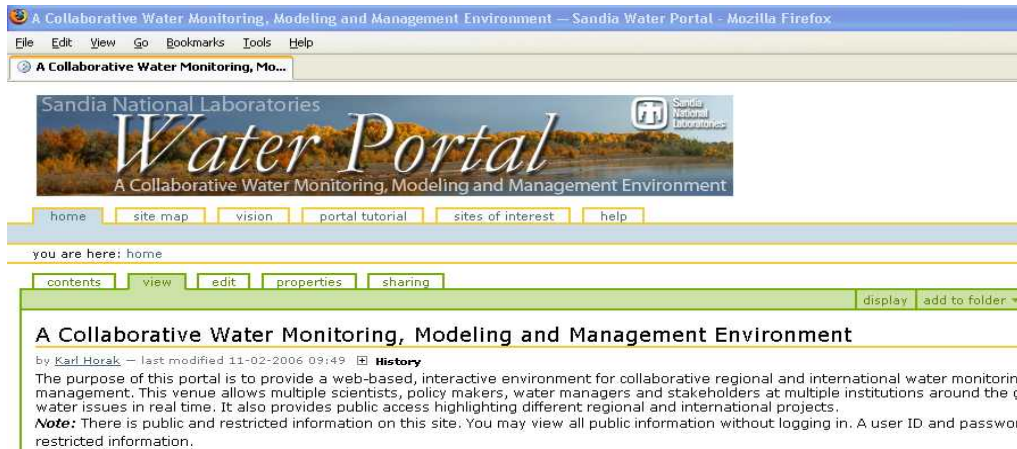 A Collaborative Water Monitoring, Modeling and Management Environment — Sandia Water Portal - Mozilla Firefox
File Edit View Go Bookmarks Tools Help
A Collaborative Water Monitoring, Mo...
Sandia National Laboratories
Sandia
National
Laboratories
Water Portal
A Collaborative Water Monitoring, Modeling and Management Environment
home site map vision portal tutorial sites of interest help
you are here: home
contents view edit properties sharing
display add to folder
A Collaborative Water Monitoring, Modeling and Management Environment
by Karl Horak — last modified 11-02-2006 09:49 History
The purpose of this portal is to provide a web-based, interactive environment for collaborative regional and international water
management. This venue allows multiple scientists, policy makers, water managers and stakeholders at multiple institutions around the
water issues in real time. It also provides public access highlighting different regional and international projects.
Note: There is public and restricted information on this site. You may view all public information without logging in. A user ID and
restricted information.